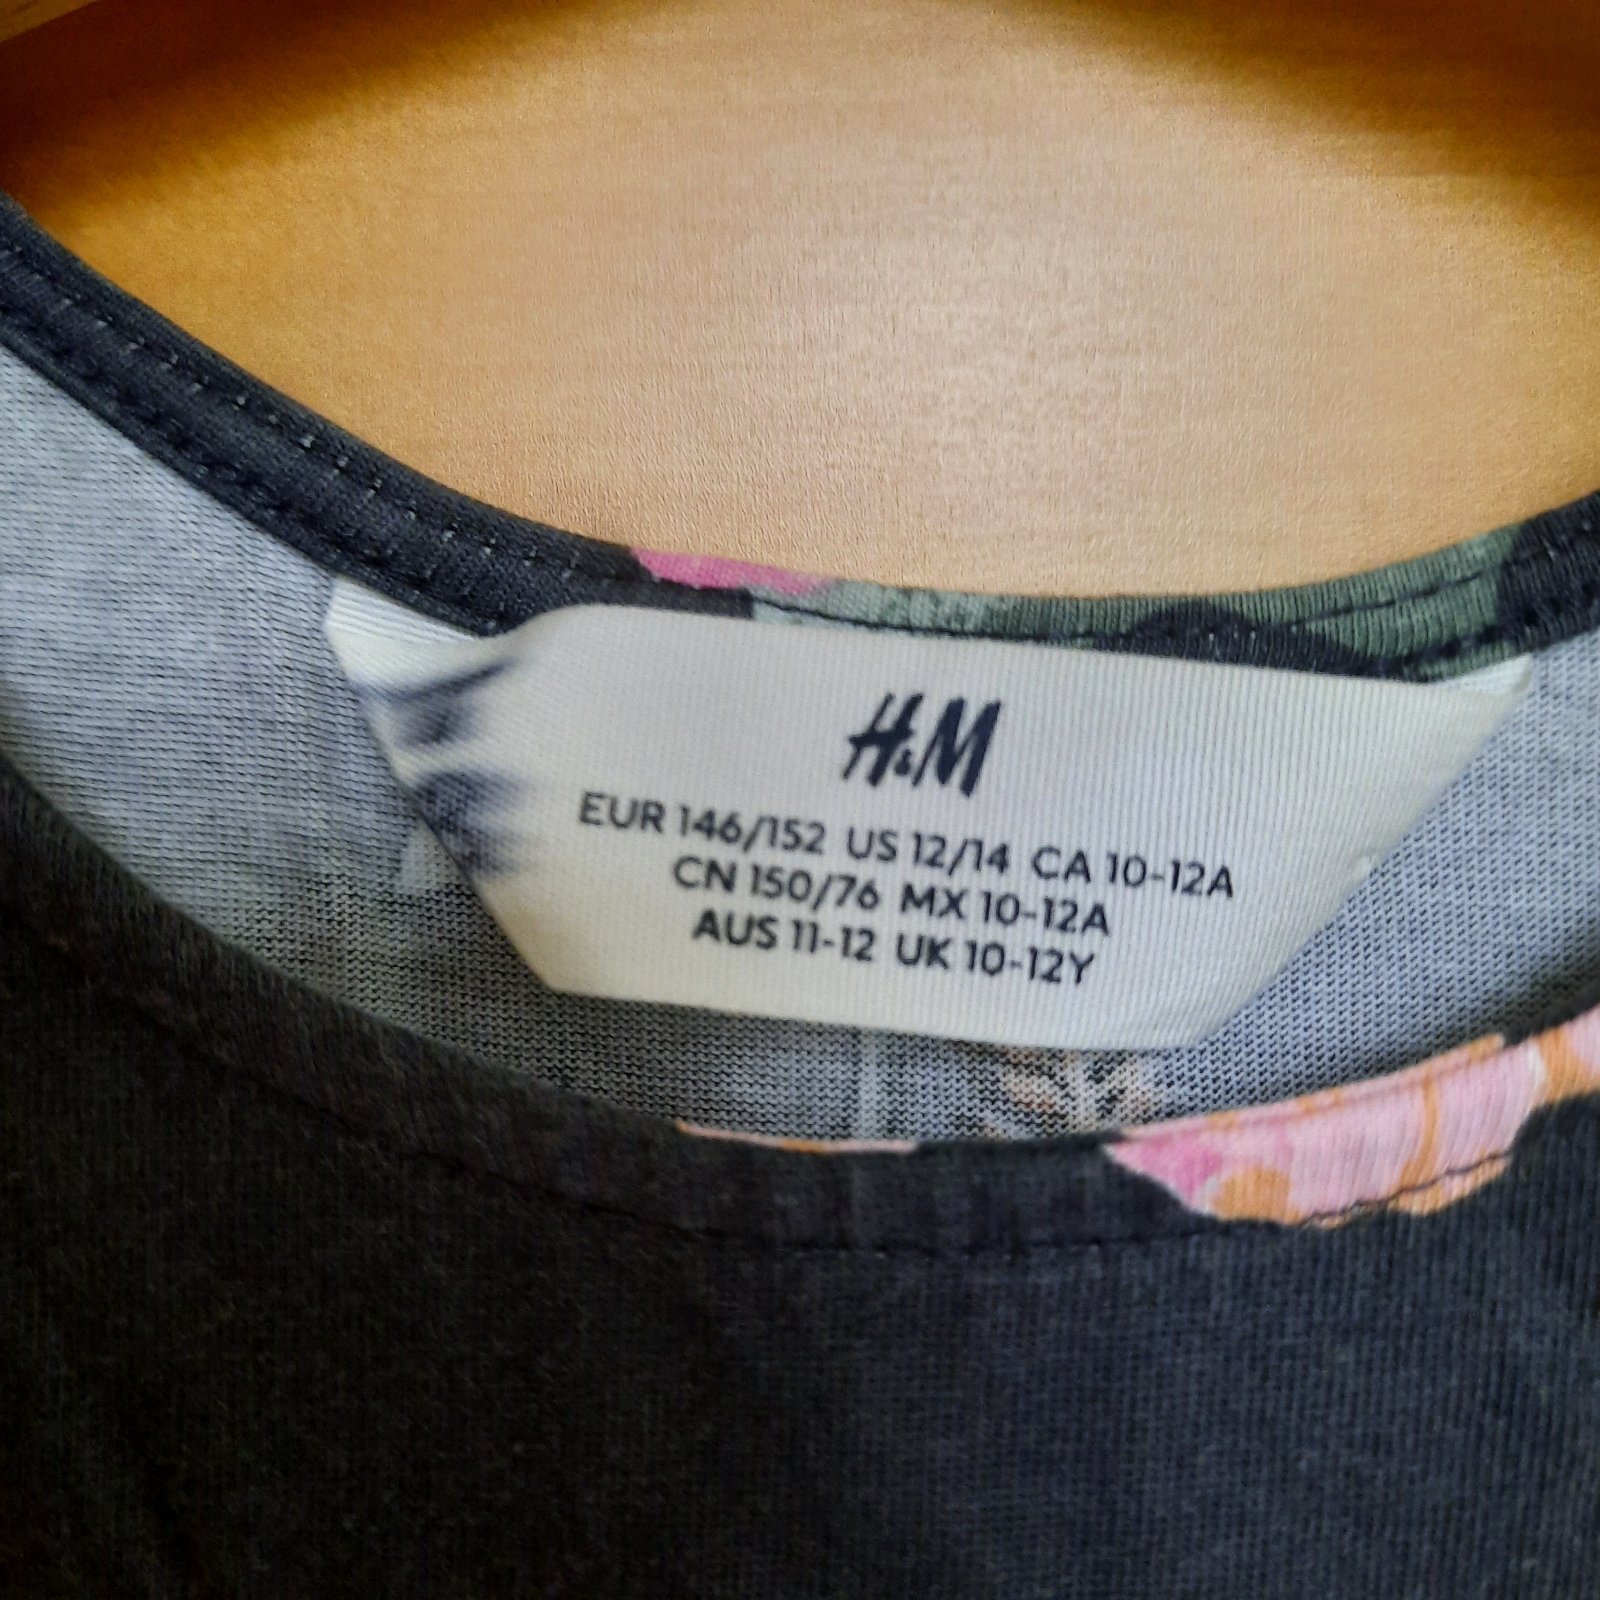 H&M
EUR 146/152 US 12/14 CA 10-12A
CN 150/76 MX 10-12A
AUS 11-12 UK 10-12Y